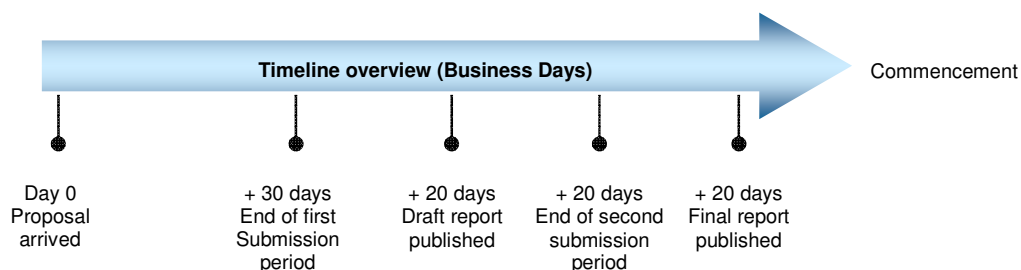 Timeline overview (Business Days)
Commencement
Day 0
Proposal
arrived
+ 30 days
End of first
Submission
period
+ 20 days
Draft report
published
+ 20 days
End of second
submission
period
+ 20 days
Final report
published